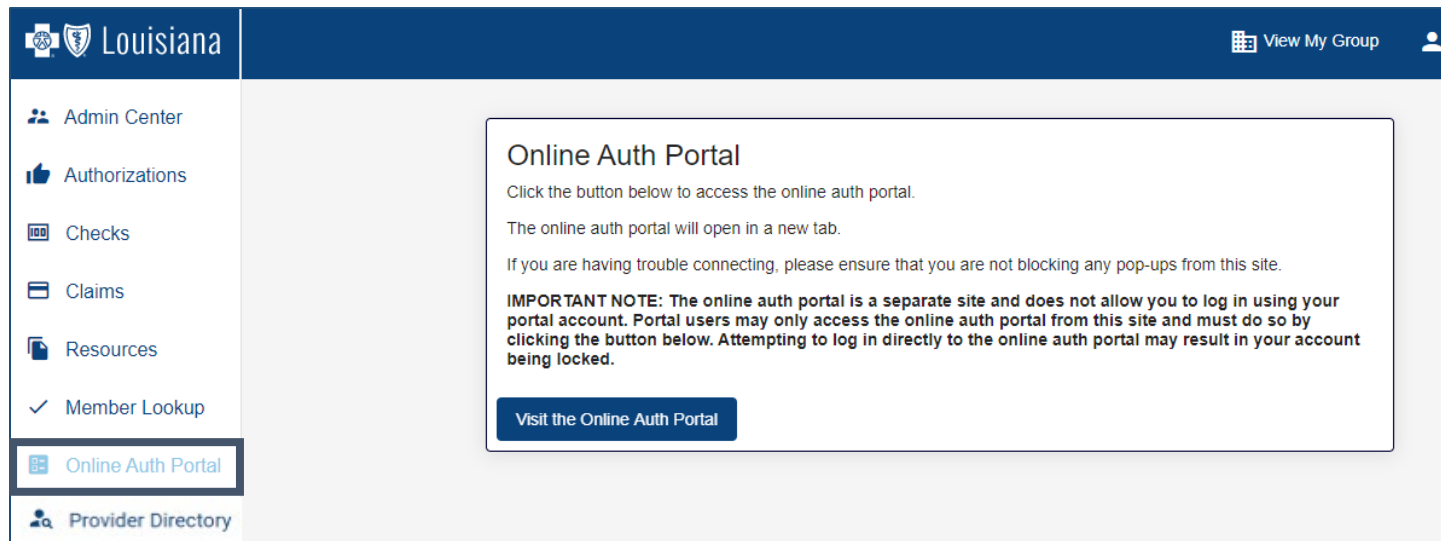 Louisiana
View My Group
Admin Center
Authorizations
Checks
Claims
Resources
Member Lookup
Online Auth Portal
Provider Directory
Online Auth Portal
Click the button below to access the online auth portal.
The online auth portal will open in a new tab.
If you are having trouble connecting, please ensure that you are not blocking any pop-ups from this site.
IMPORTANT NOTE: The online auth portal is a separate site and does not allow you to log in using your
portal account. Portal users may only access the online auth portal from this site and must do so by
clicking the button below. Attempting to log in directly to the online auth portal may result in your account
being locked.
Visit the Online Auth Portal